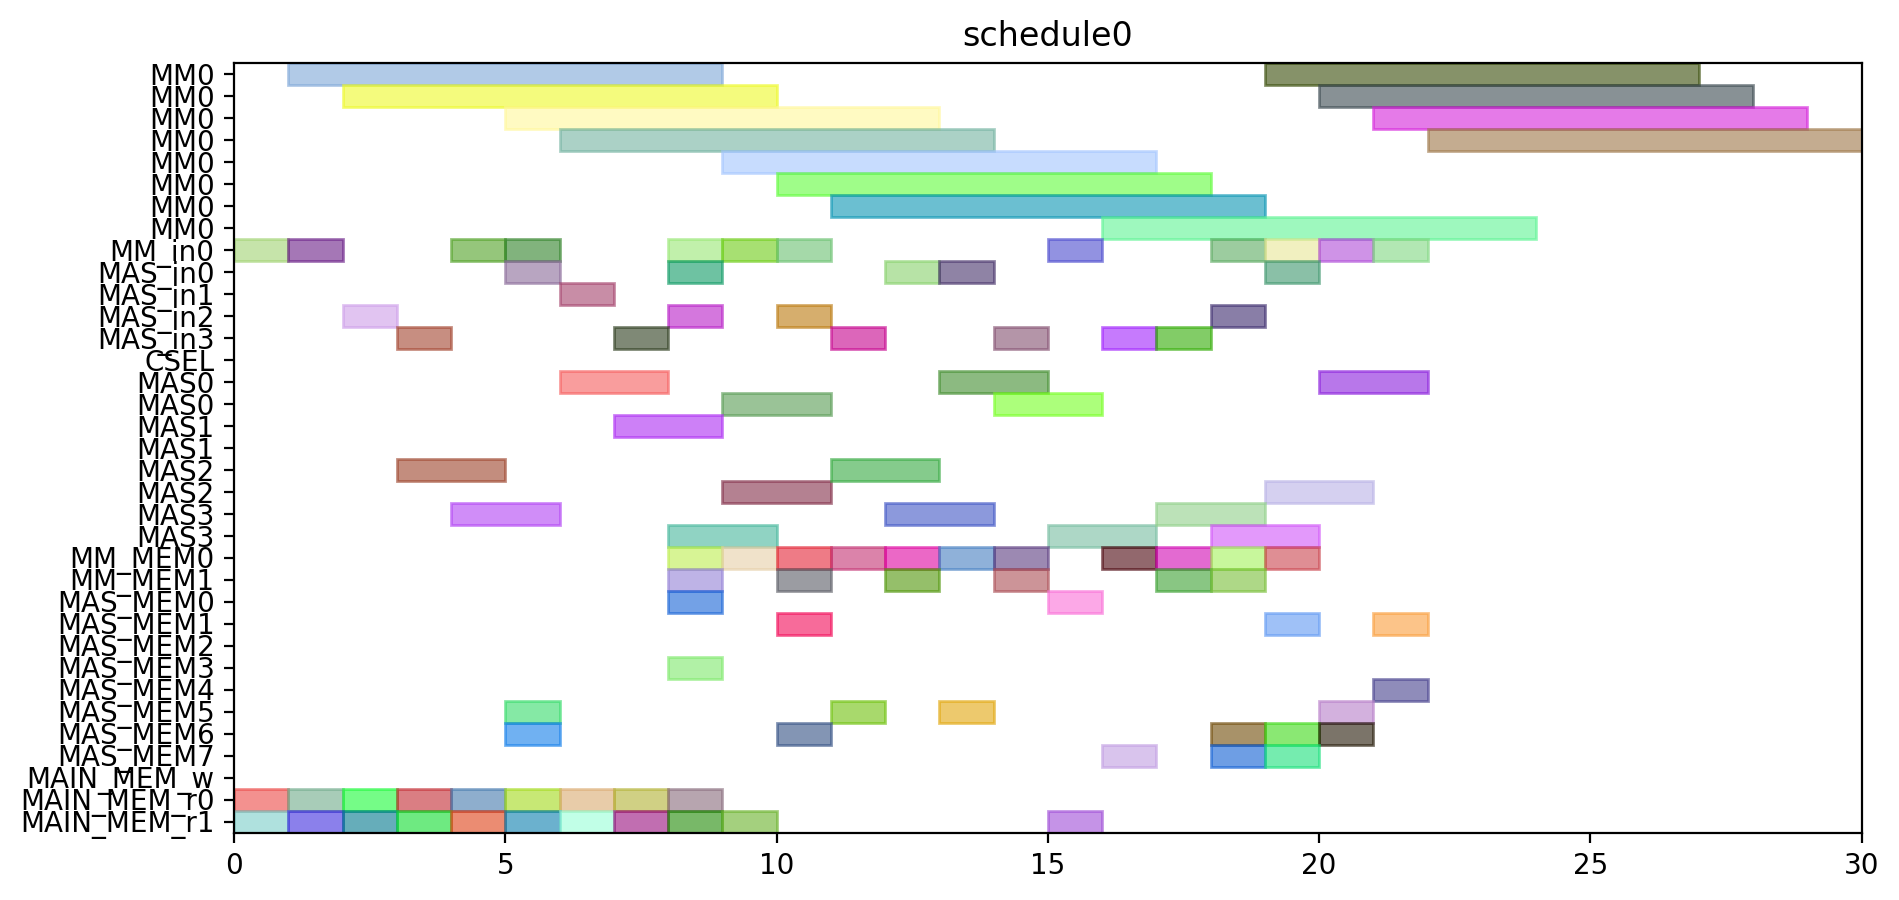 schedule0
MM0
MM0
MM0
MM0
MM0
MM0
MM0
MM0
MM_in0
MAS_in0
MAS_in1
MAS_in2
MAS_in3
CSEL
MAS0
MAS0
MAS1
MAS1
MAS2
MAS2
MAS3
MAS3
MM_MEM0
MM_MEM1
MAS_MEM0
MAS_MEM1
MAS_MEM2
MAS_MEM3
MAS_MEM4
MAS_MEM5
MAS_MEM6
MAS_MEM7
MAIN_MEM_w
MAIN_MEM_r0
MAIN_MEM_r1
0 5 10 15 20 25 30